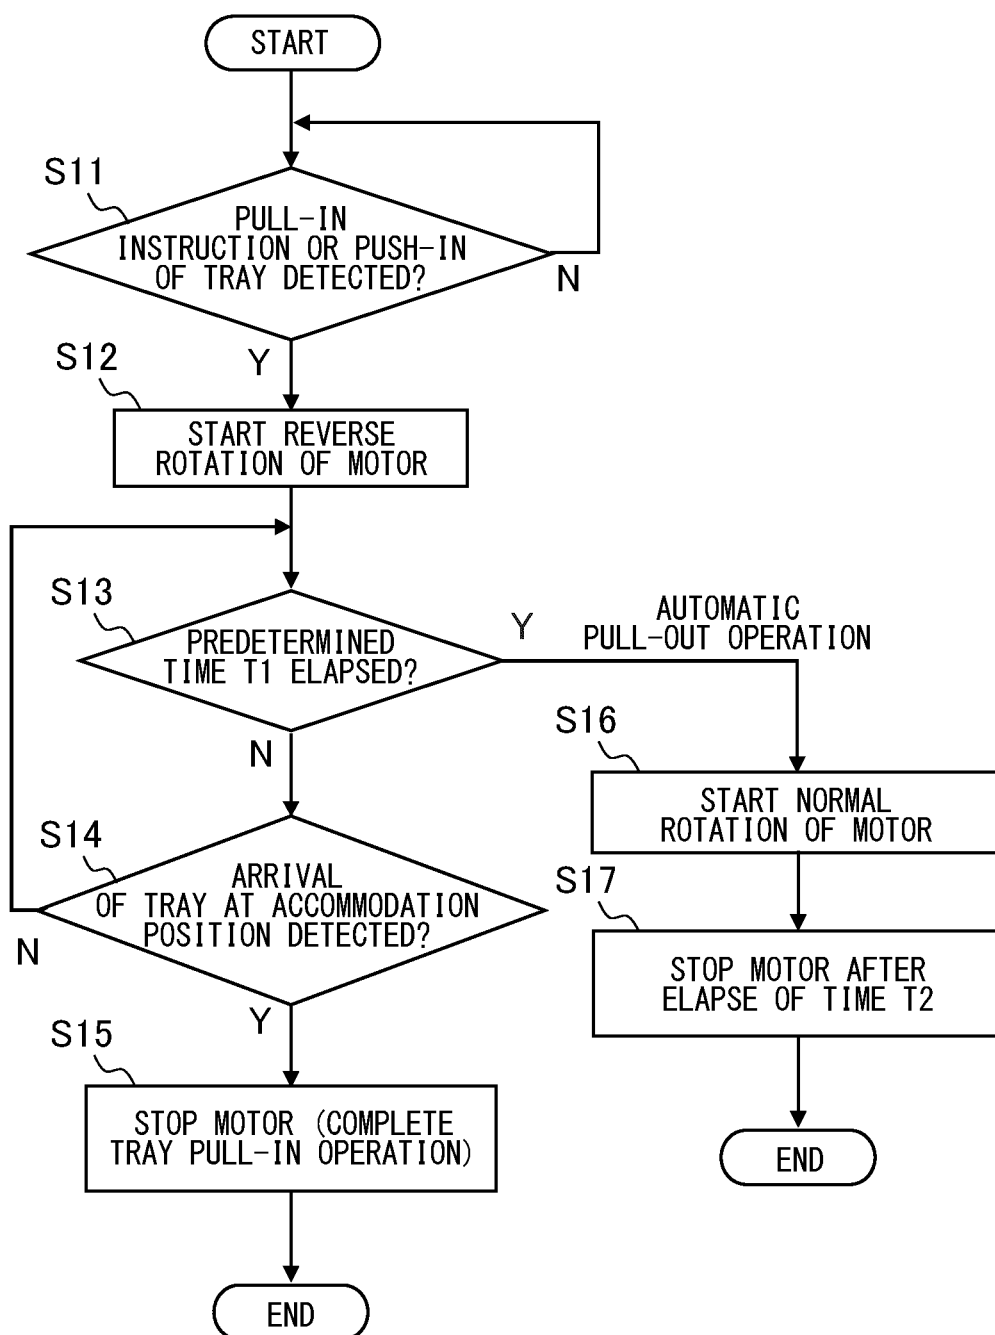 START
S11
PULL-IN
INSTRUCTION OR PUSH-IN
OF TRAY DETECTED?
N
Y
S12
START REVERSE
ROTATION OF MOTOR
S13
PREDETERMINED
TIME T1 ELAPSED?
Y
AUTOMATIC
PULL-OUT OPERATION
N
S16
START NORMAL
ROTATION OF MOTOR
S14
ARRIVAL
OF TRAY AT ACCOMMODATION
POSITION DETECTED?
N
Y
S17
STOP MOTOR AFTER
ELAPSE OF TIME T2
S15
STOP MOTOR (COMPLETE
TRAY PULL-IN OPERATION)
END
END